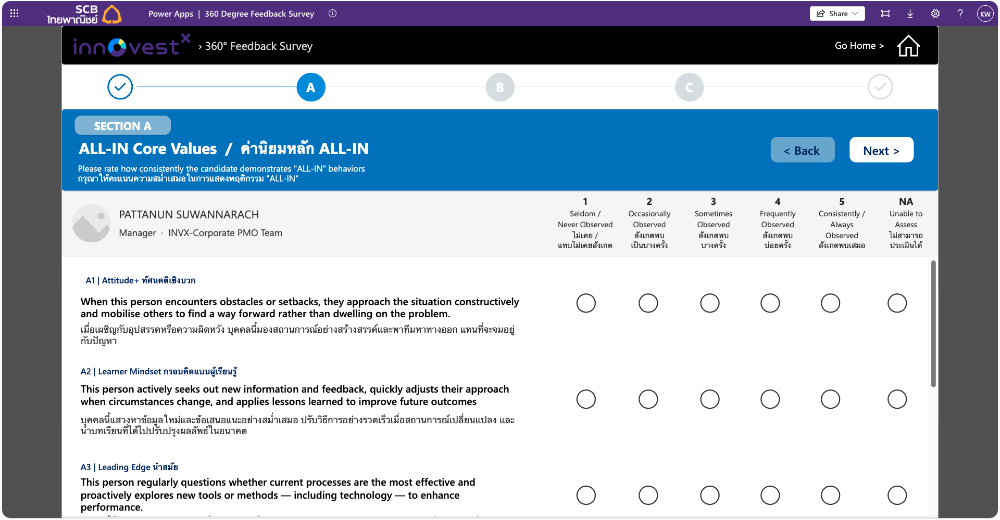 SCB
ไทยพาณิชย์
Power Apps | 360 Degree Feedback Survey
Share
KW
innovestx
› 360° Feedback Survey
Go Home >
A
B
C
SECTION A
ALL-IN Core Values / ค่านิยมหลัก ALL-IN
Please rate how consistently the candidate demonstrates "ALL-IN" behaviors
กรุณาให้คะแนนความสม่ำเสมอในการแสดงพฤติกรรม "ALL-IN"
< Back
Next >
PATTANUN SUWANNARACH
Manager · INVX-Corporate PMO Team
1
Seldom /
Never Observed
ไม่เคย /
แทบไม่เคยสังเกต
2
Occasionally
Observed
สังเกตพบ
เป็นบางครั้ง
3
Sometimes
Observed
สังเกตพบ
บางครั้ง
4
Frequently
Observed
สังเกตพบ
บ่อยครั้ง
5
Consistently /
Always
Observed
สังเกตพบเสมอ
NA
Unable to
Assess
ไม่สามารถ
ประเมินได้
A1 | Attitude+ ทัศนคติเชิงบวก
When this person encounters obstacles or setbacks, they approach the situation constructively
and mobilise others to find a way forward rather than dwelling on the problem.
เมื่อเผชิญกับอุปสรรคหรือความผิดหวัง บุคคลนี้มองสถานการณ์อย่างสร้างสรรค์และพาทีมหาทางออก แทนที่จะจมอยู่
กับปัญหา
A2 | Learner Mindset กรอบคิดแบบผู้เรียนรู้
This person actively seeks out new information and feedback, quickly adjusts their approach
when circumstances change, and applies lessons learned to improve future outcomes
บุคคลนี้แสวงหาข้อมูลใหม่และข้อเสนอแนะอย่างสม่ำเสมอ ปรับวิธีการอย่างรวดเร็วเมื่อสถานการณ์เปลี่ยนแปลง และ
นำบทเรียนที่ได้ไปปรับปรุงผลลัพธ์ในอนาคต
A3 | Leading Edge นำสมัย
This person regularly questions whether current processes are the most effective and
proactively explores new tools or methods — including technology — to enhance
performance.